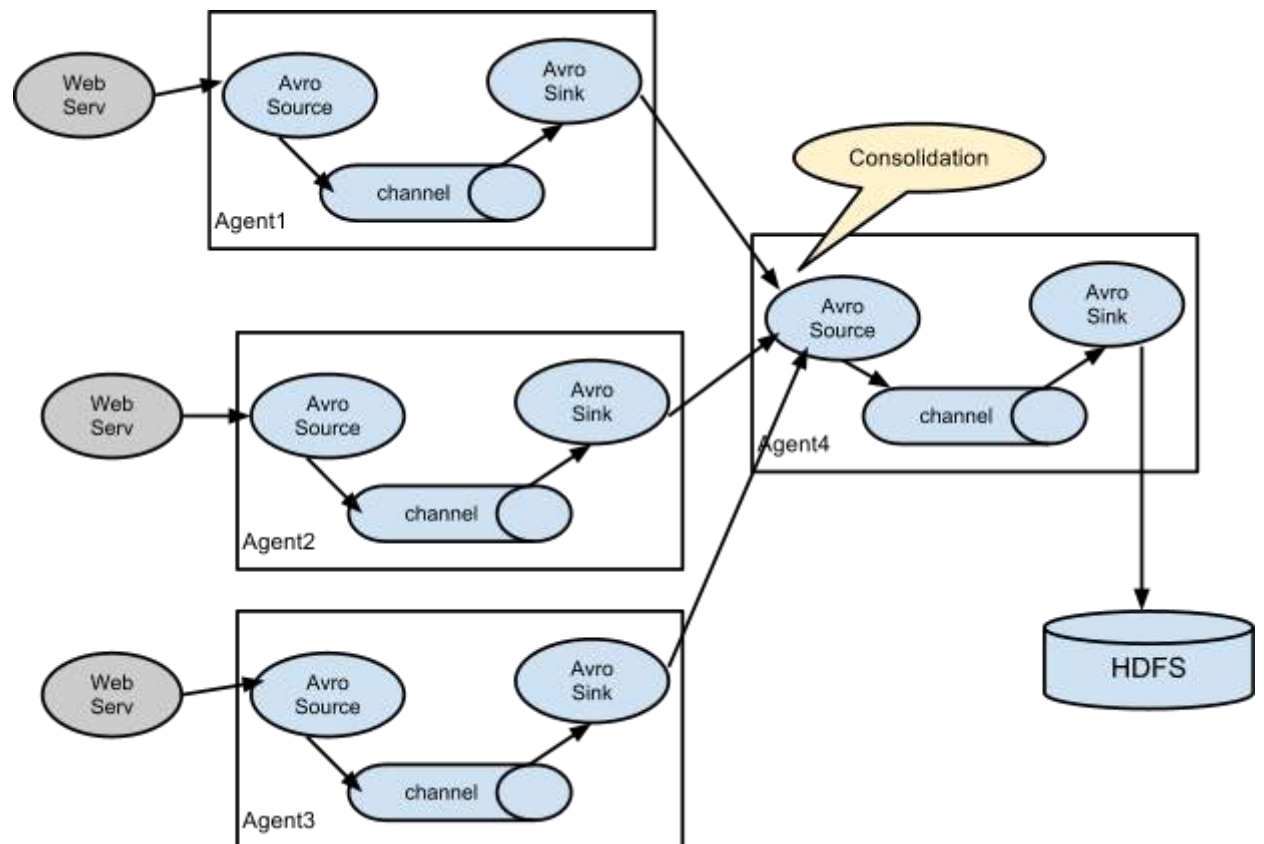 Web
Serv
Avro
Source
Avro
Sink
channel
Agent1
Consolidation
Web
Serv
Avro
Source
Avro
Sink
channel
Agent2
Avro
Source
Avro
Sink
channel
Agent4
Web
Serv
Avro
Source
Avro
Sink
channel
Agent3
HDFS